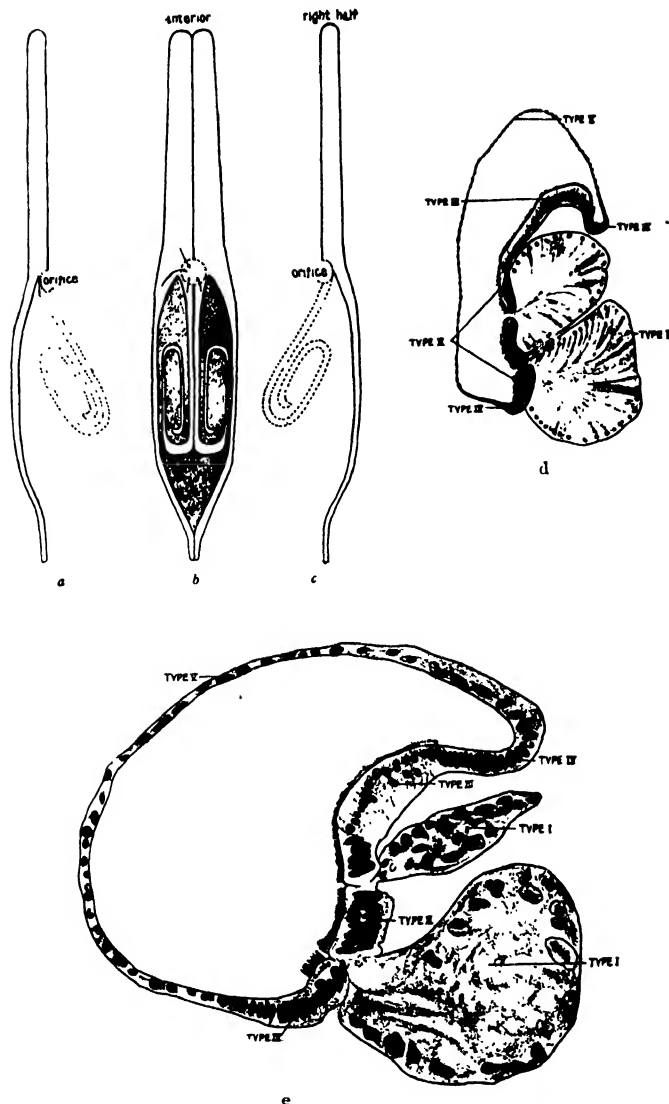 anterior
right half
orifice
orifice
a
b
c
TYPE V
TYPE III
TYPE IV
TYPE II
TYPE I
TYPE III
d
TYPE V
TYPE IV
TYPE III
TYPE I
TYPE II
TYPE I
TYPE III
e